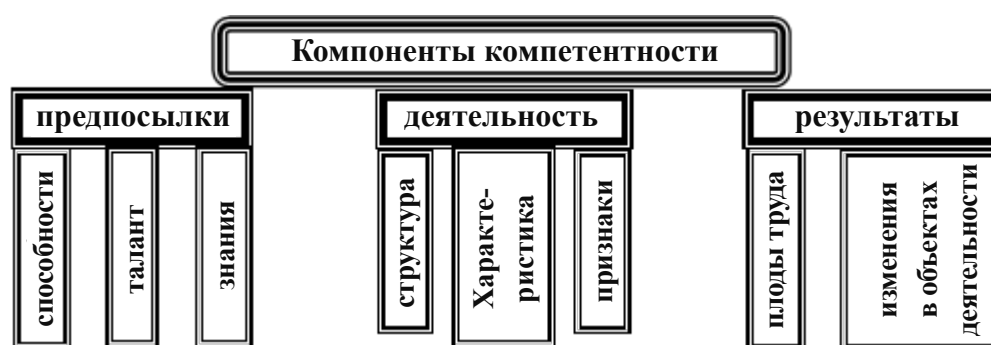 Компоненты компетентности
предпосылки
деятельность
результаты
способности
талант
знания
структура
Характе-
ристика
признаки
плоды труда
изменения
в объектах
деятельности